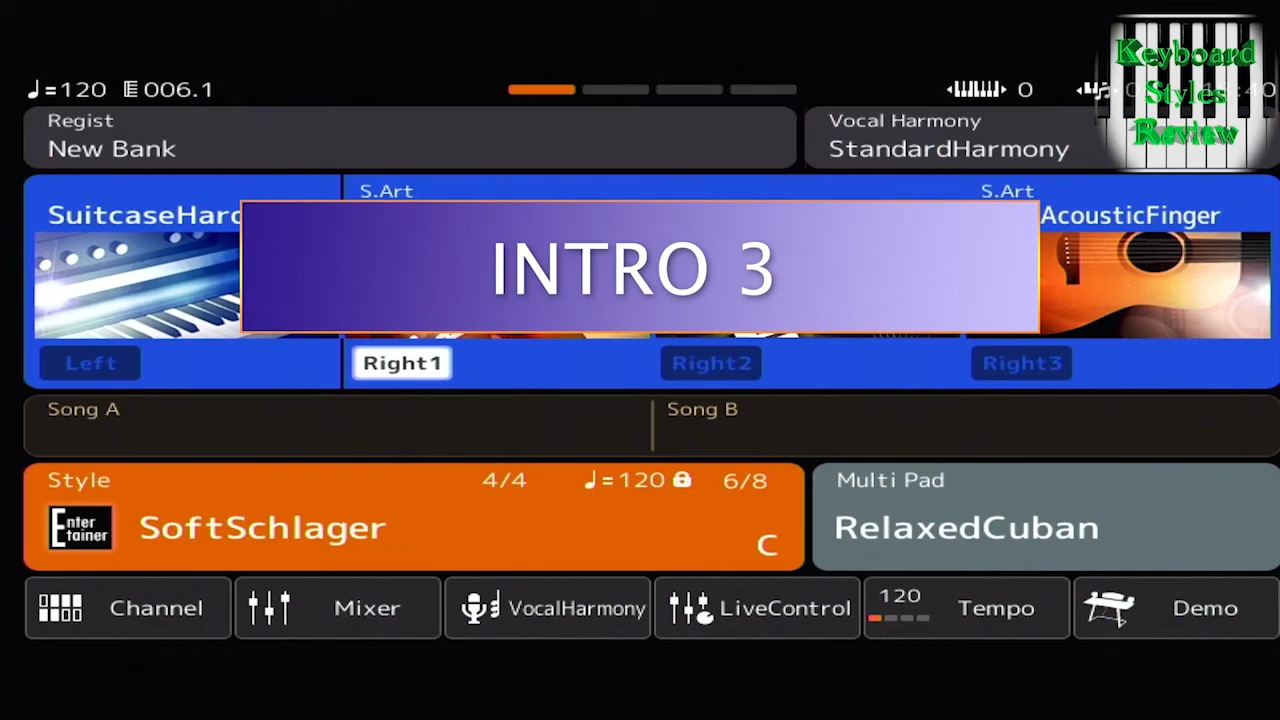 ♩=120 006.1
0
Keyboard
Styles
Review
Regist
New Bank
Vocal Harmony
StandardHarmony
S.Art
S.Art
AcousticFinger
INTRO 3
Left
Right1
Right2
Right3
Song A
Song B
Style
4/4 ♩=120 6/8
Enter
tainer
SoftSchlager
C
Multi Pad
RelaxedCuban
Channel
Mixer
VocalHarmony
LiveControl
120
Tempo
Demo